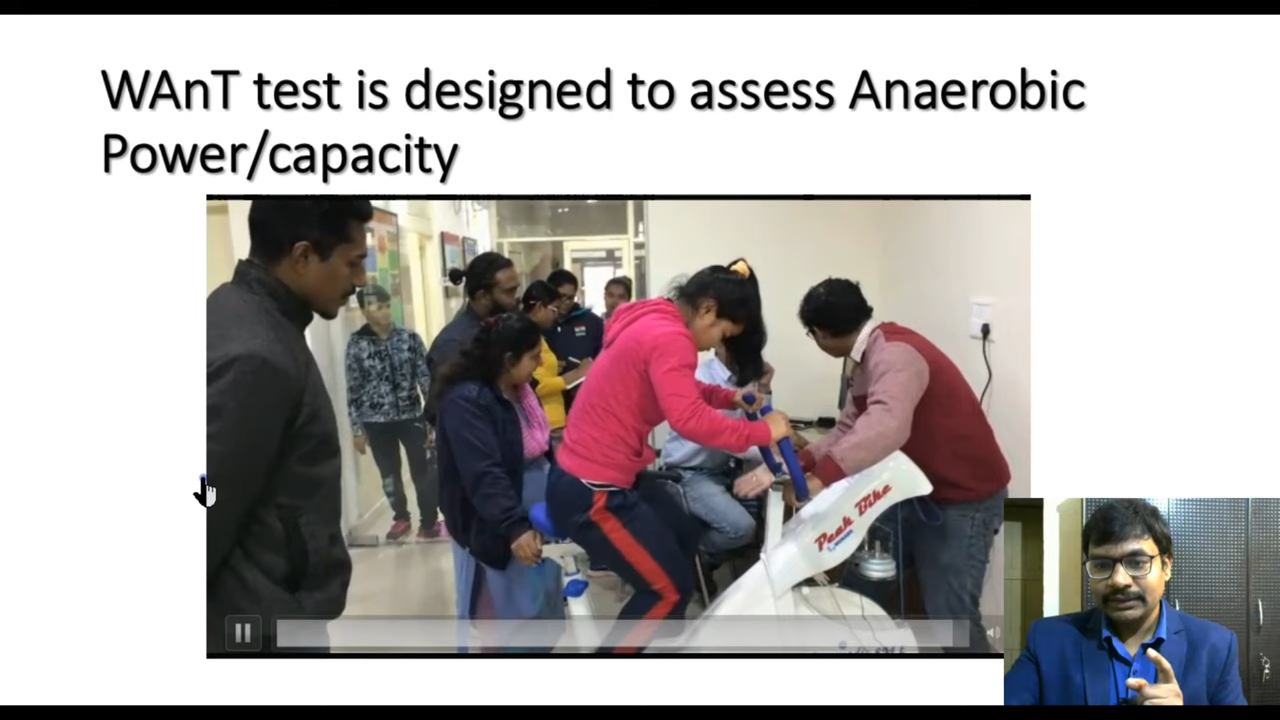 WAnT test is designed to assess Anaerobic
Power/capacity
Peak Bike